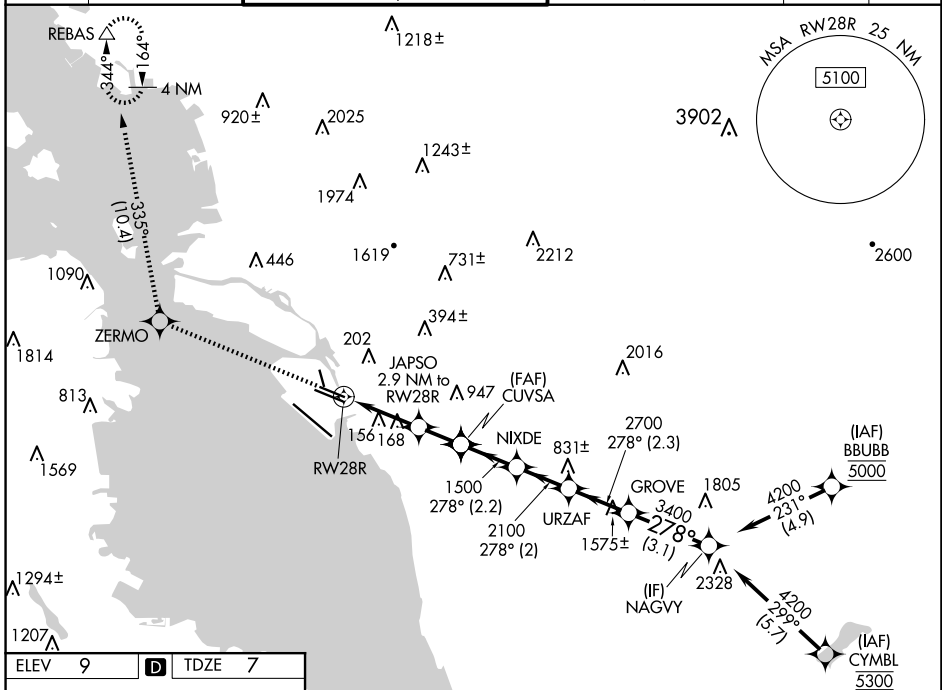 REBAS
344°
164°
4 NM
1218±
MSA RW28R 25 NM
5100
3902
920±
2025
1243±
1974
335°
(10.4)
1619
2212
2600
446
731±
1090
ZERMO
394±
1814
202
JAPSO
2.9 NM to
RW28R
2016
813
947
(FAF)
CUVSA
156
168
2700
278° (2.3)
NIXDE
831±
(IAF)
BBUBB
5000
1569
RW28R
1500
278° (2.2)
URZAF
GROVE
1805
4200
231°
(4.9)
3400
278°
(3.1)
2100
278° (2)
1575±
(IF)
NAGVY
2328
1294±
4200
299°
(5.7)
1207
(IAF)
CYMBL
5300
ELEV 9
D
TDZE 7